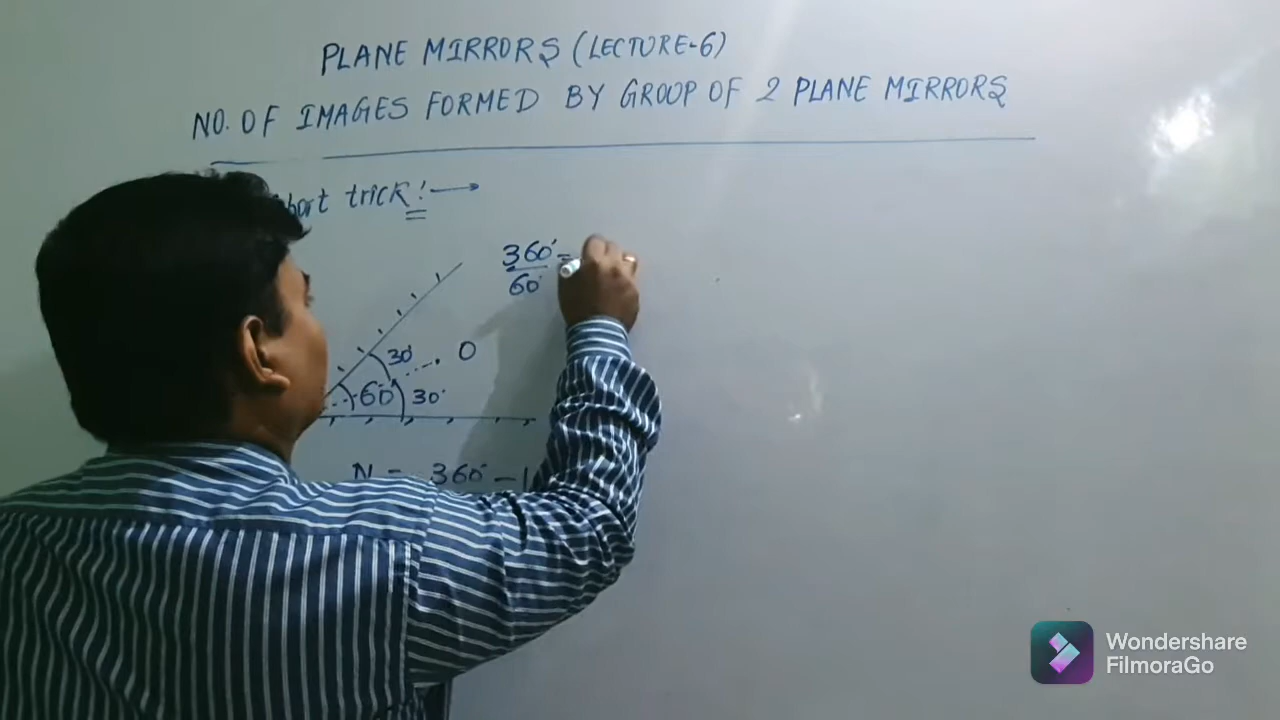 PLANE MIRRORS (LECTURE-6)
NO. OF IMAGES FORMED BY GROUP OF 2 PLANE MIRRORS
trick! →
360° =
60°
30° O
60° 30°
N = 360° - 1
Wondershare
FilmoraGo